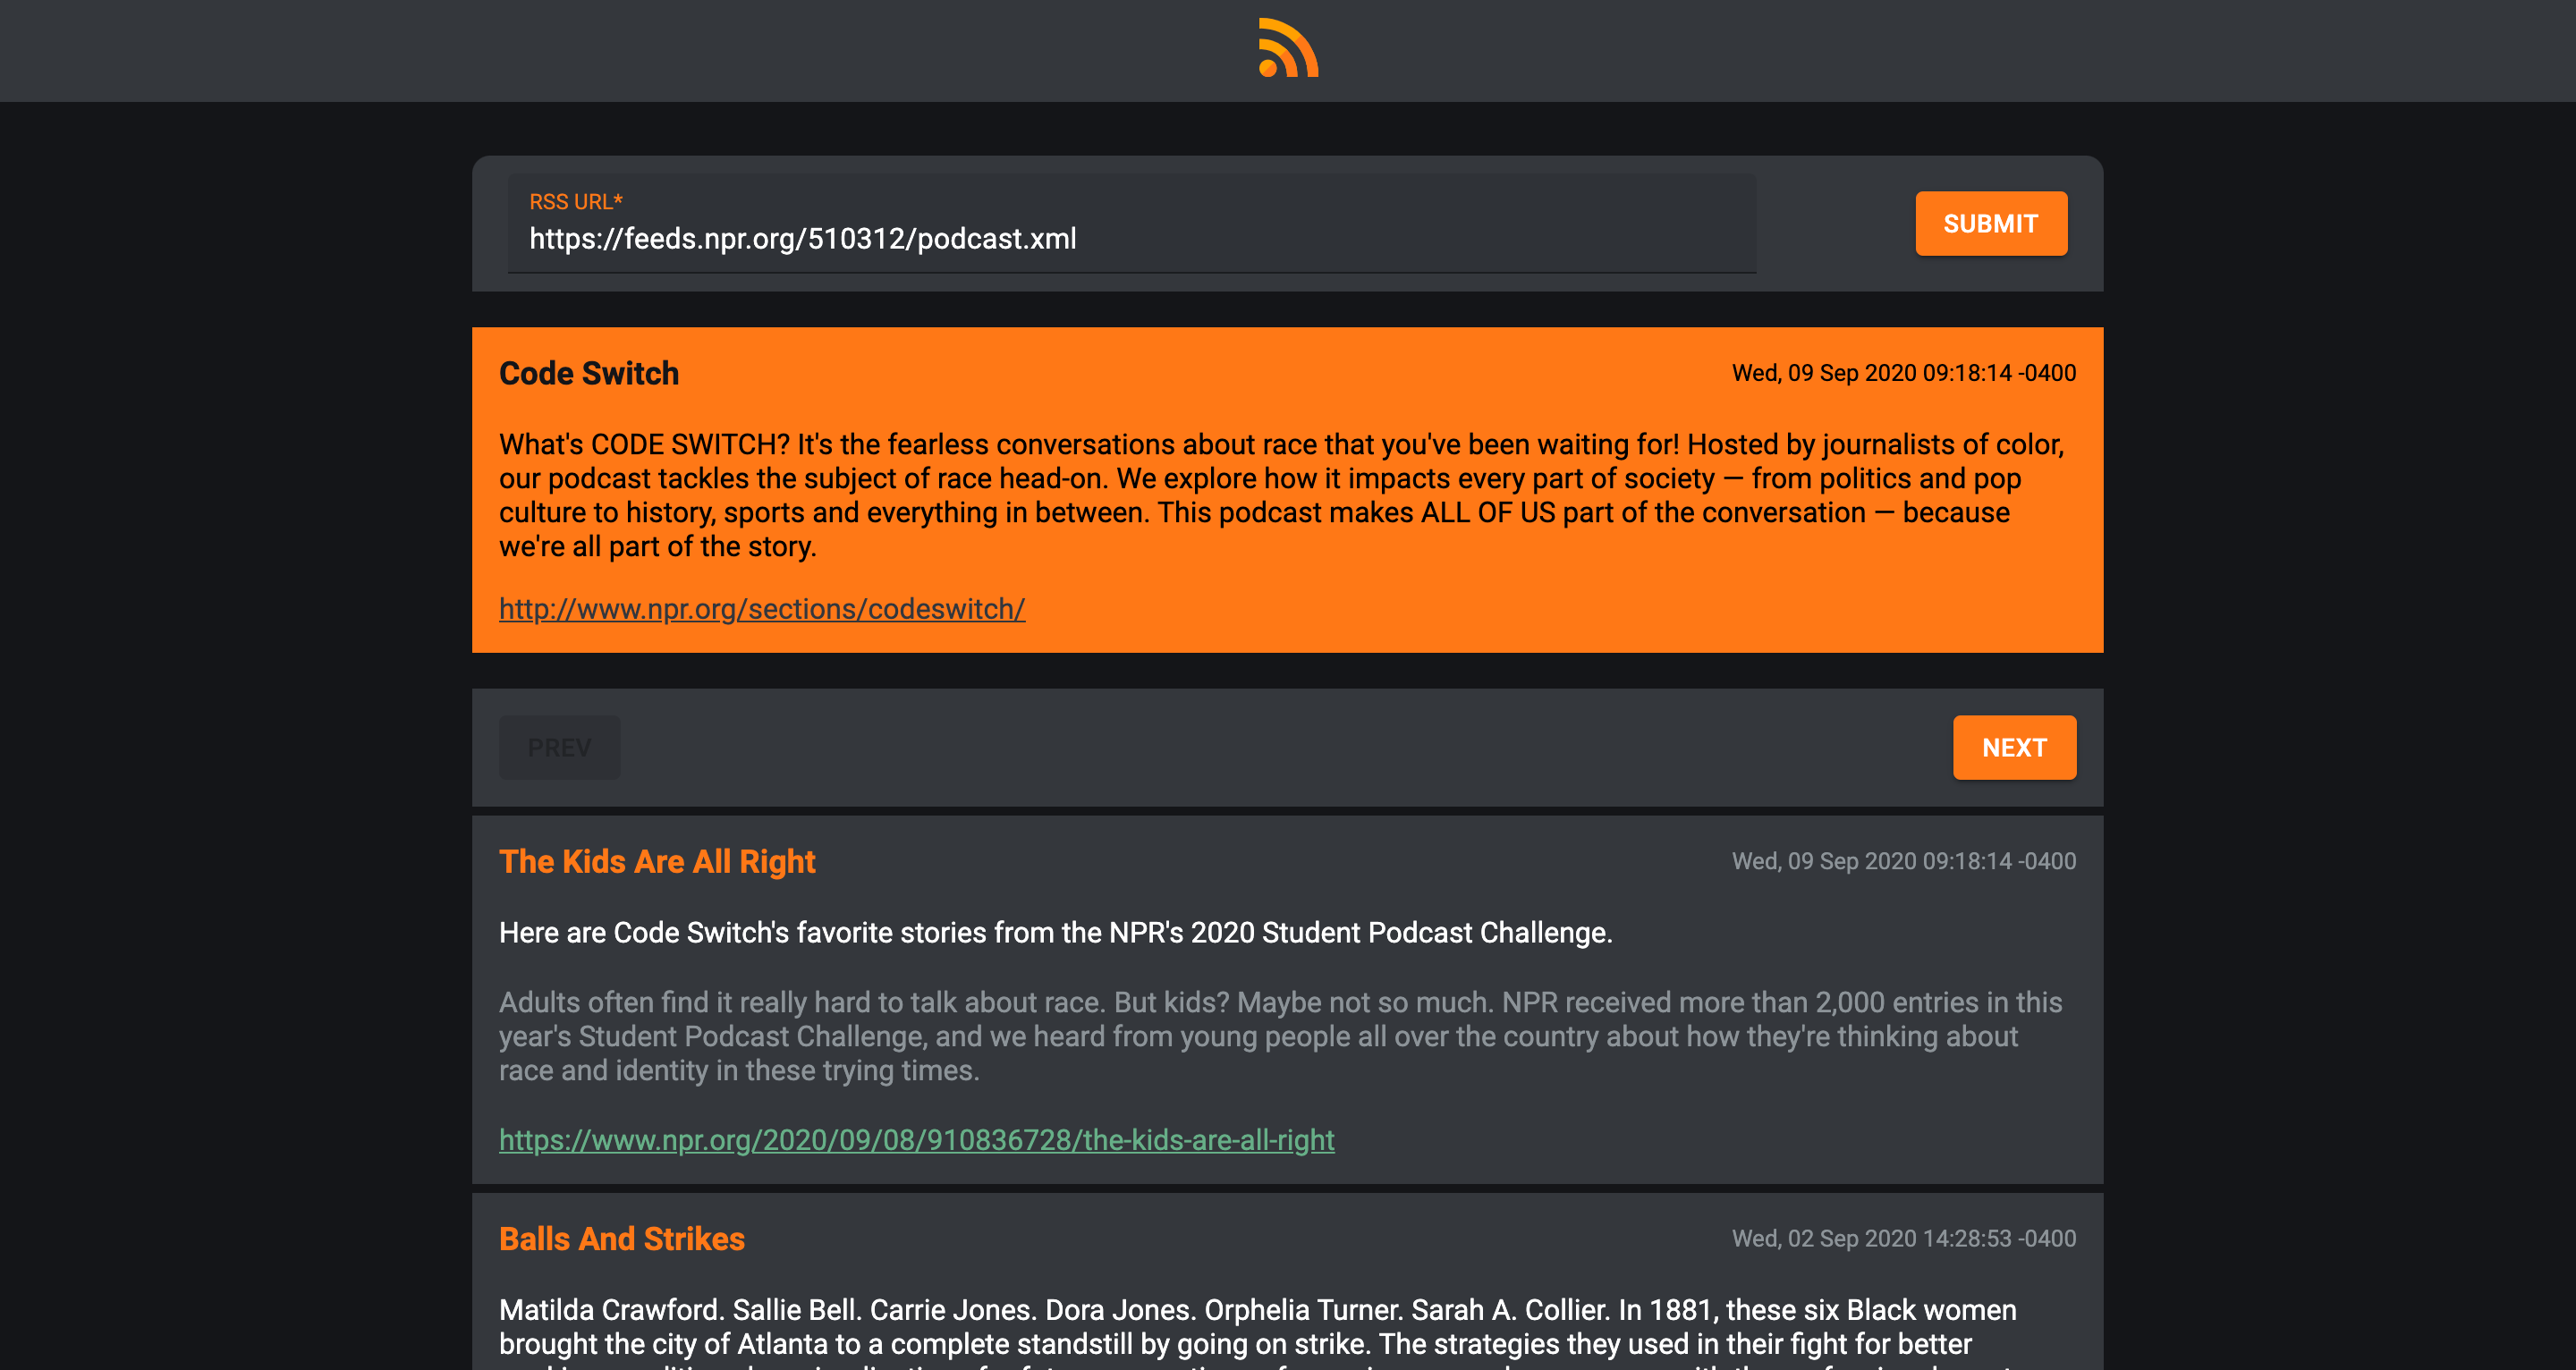 RSS URL*
https://feeds.npr.org/510312/podcast.xml
SUBMIT
Code Switch
Wed, 09 Sep 2020 09:18:14 -0400
What's CODE SWITCH? It's the fearless conversations about race that you've been waiting for! Hosted by journalists of color,
our podcast tackles the subject of race head-on. We explore how it impacts every part of society — from politics and pop
culture to history, sports and everything in between. This podcast makes ALL OF US part of the conversation — because
we're all part of the story.
http://www.npr.org/sections/codeswitch/
PREV
NEXT
The Kids Are All Right
Wed, 09 Sep 2020 09:18:14 -0400
Here are Code Switch's favorite stories from the NPR's 2020 Student Podcast Challenge.
Adults often find it really hard to talk about race. But kids? Maybe not so much. NPR received more than 2,000 entries in this
year's Student Podcast Challenge, and we heard from young people all over the country about how they're thinking about
race and identity in these trying times.
https://www.npr.org/2020/09/08/910836728/the-kids-are-all-right
Balls And Strikes
Wed, 02 Sep 2020 14:28:53 -0400
Matilda Crawford. Sallie Bell. Carrie Jones. Dora Jones. Orphelia Turner. Sarah A. Collier. In 1881, these six Black women
brought the city of Atlanta to a complete standstill by going on strike. The strategies they used in their fight for better